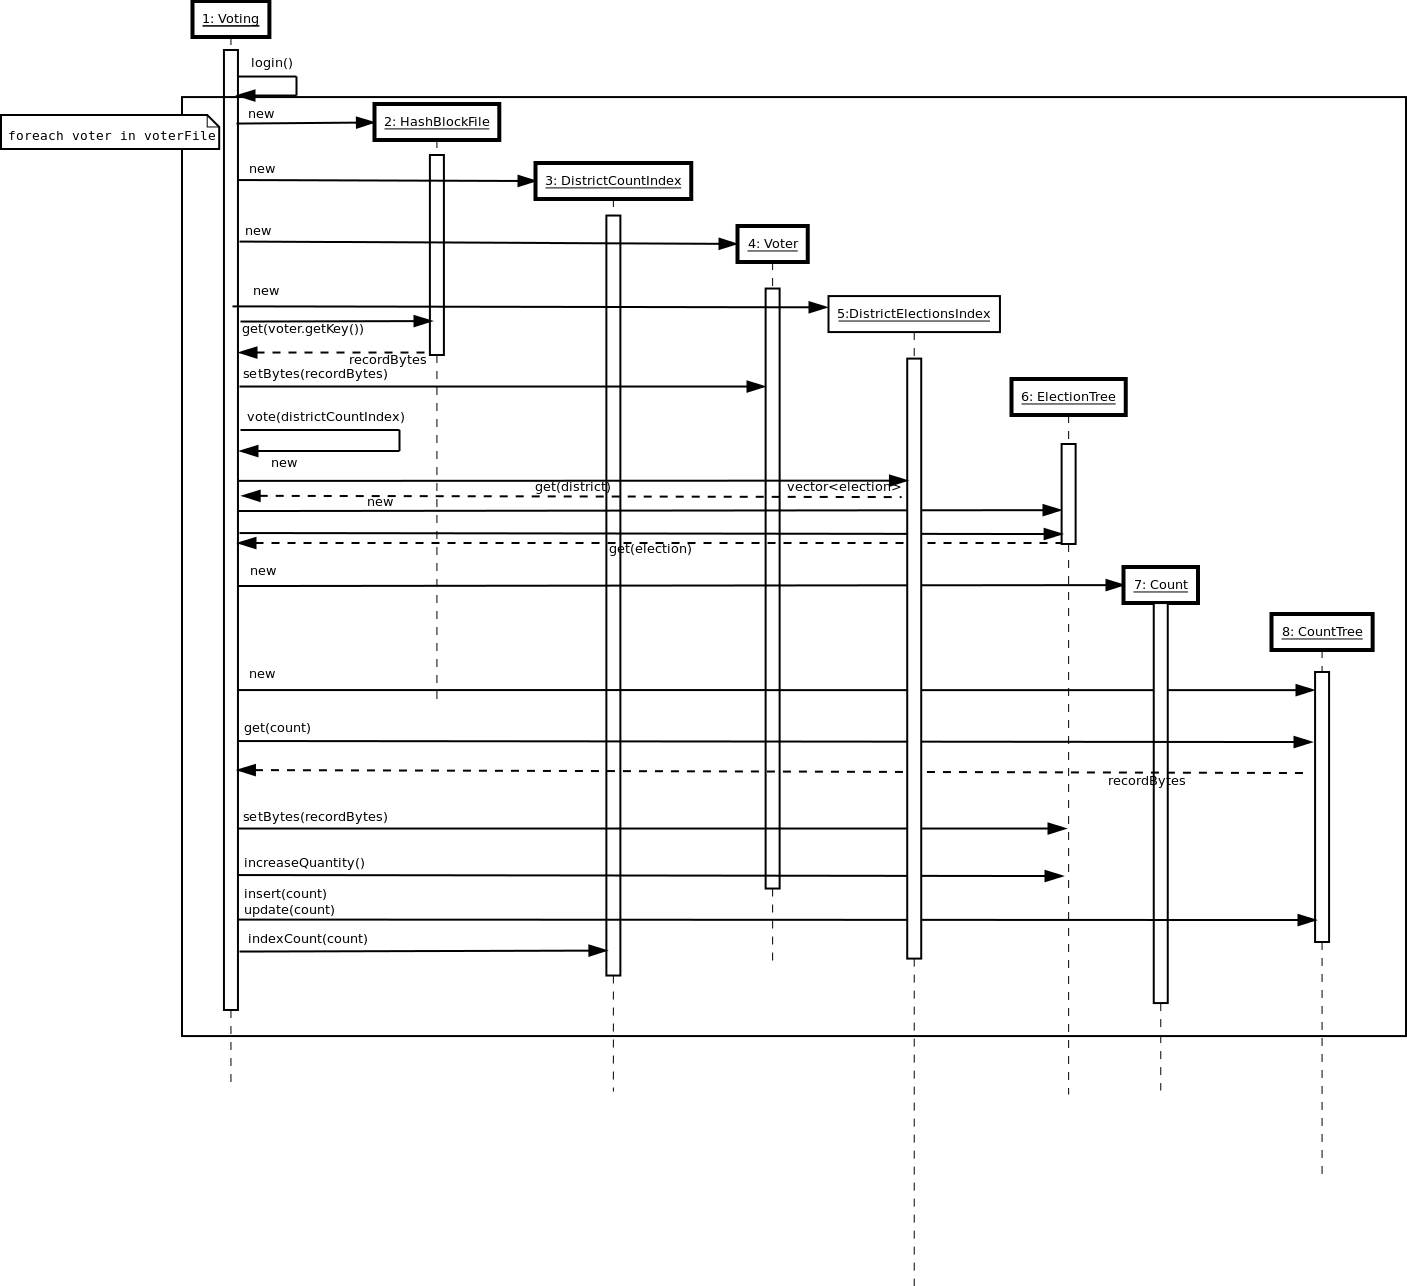 1: Voting
login()
new
2: HashBlockFile
foreach voter in voterFile
new
3: DistrictCountIndex
new
4: Voter
new
5:DistrictElectionsIndex
get(voter.getKey())
recordBytes
setBytes(recordBytes)
6: ElectionTree
vote(districtCountIndex)
new
get(district)
vector<election>
new
get(election)
new
7: Count
8: CountTree
new
get(count)
recordBytes
setBytes(recordBytes)
increaseQuantity()
insert(count)
update(count)
indexCount(count)